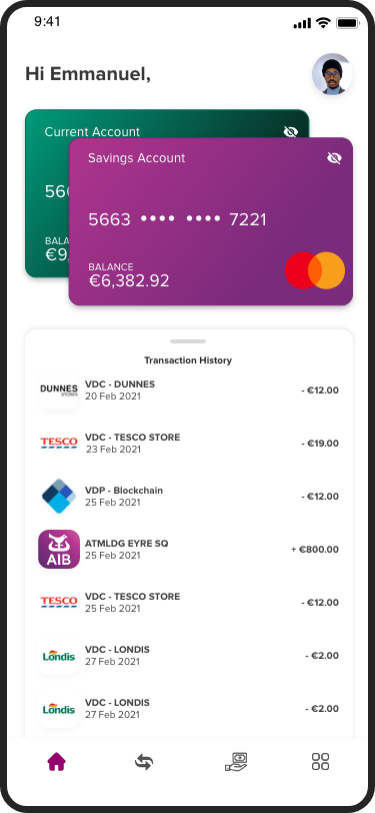 9:41
Hi Emmanuel,
Current Account
Savings Account
5663 •••• •••• 7221
BALANCE
€6,382.92
Transaction History
DUNNES
STORES
VDC - DUNNES
20 Feb 2021
- €12.00
TESCO
VDC - TESCO STORE
23 Feb 2021
- €19.00
VDP - Blockchain
25 Feb 2021
- €12.00
AIB
ATMLDG EYRE SQ
25 Feb 2021
+ €800.00
TESCO
VDC - TESCO STORE
25 Feb 2021
- €12.00
Londis
VDC - LONDIS
27 Feb 2021
- €2.00
Londis
VDC - LONDIS
27 Feb 2021
- €2.00